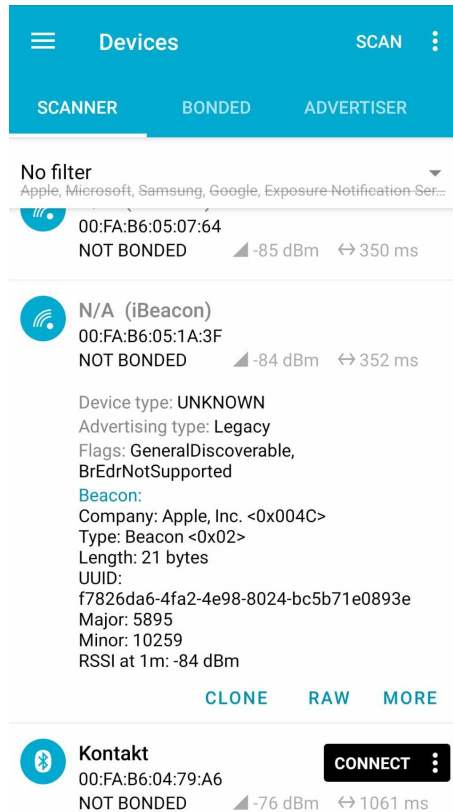 Devices
SCAN
SCANNER
BONDED
ADVERTISER
No filter
Apple, Microsoft, Samsung, Google, Exposure Notification Ser...
00:FA:B6:05:07:64
NOT BONDED -85 dBm 350 ms
N/A (iBeacon)
00:FA:B6:05:1A:3F
NOT BONDED -84 dBm 352 ms
Device type: UNKNOWN
Advertising type: Legacy
Flags: GeneralDiscoverable,
BrEdrNotSupported
Beacon:
Company: Apple, Inc. <0x004C>
Type: Beacon <0x02>
Length: 21 bytes
UUID:
f7826da6-4fa2-4e98-8024-bc5b71e0893e
Major: 5895
Minor: 10259
RSSI at 1m: -84 dBm
CLONE RAW MORE
Kontakt
CONNECT
00:FA:B6:04:79:A6
NOT BONDED -76 dBm 1061 ms